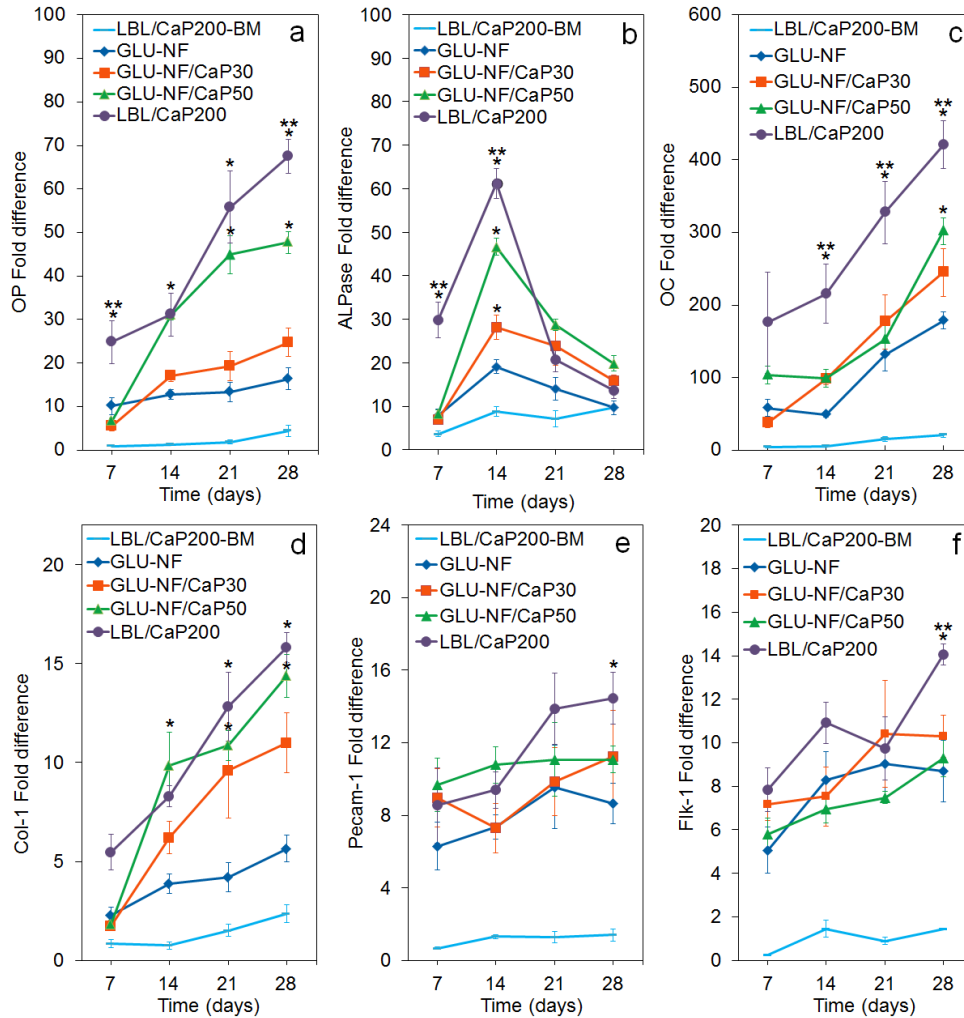 a
LBL/CaP200-BM
GLU-NF
GLU-NF/CaP30
GLU-NF/CaP50
LBL/CaP200
OP Fold difference
100
90
80
70
60
50
40
30
20
10
0
** * * * * ** * *
7 14 21 28
Time (days)
b
LBL/CaP200-BM
GLU-NF
GLU-NF/CaP30
GLU-NF/CaP50
LBL/CaP200
ALPase Fold difference
100
90
80
70
60
50
40
30
20
10
0
** * ** * * *
7 14 21 28
Time (days)
c
LBL/CaP200-BM
GLU-NF
GLU-NF/CaP30
GLU-NF/CaP50
LBL/CaP200
OC Fold difference
600
500
400
300
200
100
0
** * ** * ** * *
7 14 21 28
Time (days)
d
LBL/CaP200-BM
GLU-NF
GLU-NF/CaP30
GLU-NF/CaP50
LBL/CaP200
Col-1 Fold difference
20
15
10
5
0
* * * * *
7 14 21 28
Time (days)
e
LBL/CaP200-BM
GLU-NF
GLU-NF/CaP30
GLU-NF/CaP50
LBL/CaP200
Pecam-1 Fold difference
24
20
16
12
8
4
0
*
7 14 21 28
Time (days)
f
LBL/CaP200-BM
GLU-NF
GLU-NF/CaP30
GLU-NF/CaP50
LBL/CaP200
Flk-1 Fold difference
20
18
16
14
12
10
8
6
4
2
0
** *
7 14 21 28
Time (days)